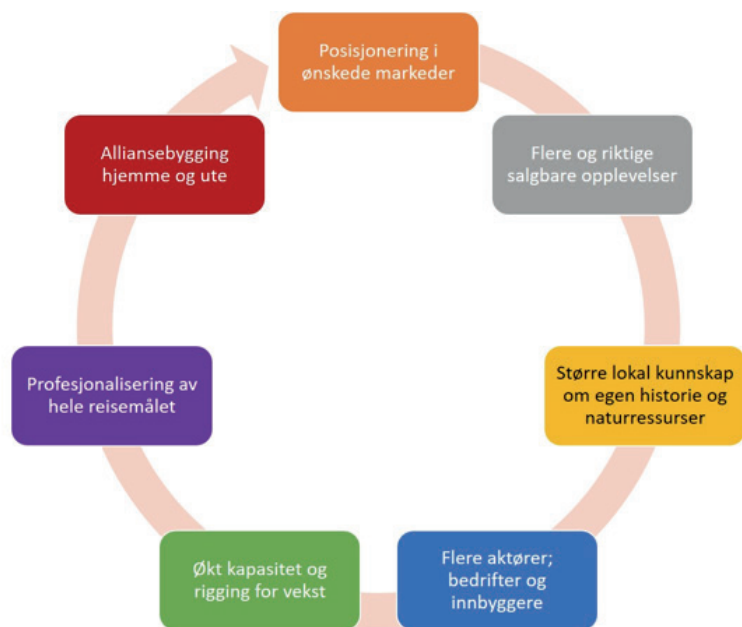 Posisjonering i
ønskede markeder
Flere og riktige
salgbare opplevelser
Større lokal kunnskap
om egen historie og
naturressurser
Flere aktører;
bedrifter og
innbyggere
Økt kapasitet og
rigging for vekst
Profesjonalisering av
hele reisemålet
Alliansebygging
hjemme og ute